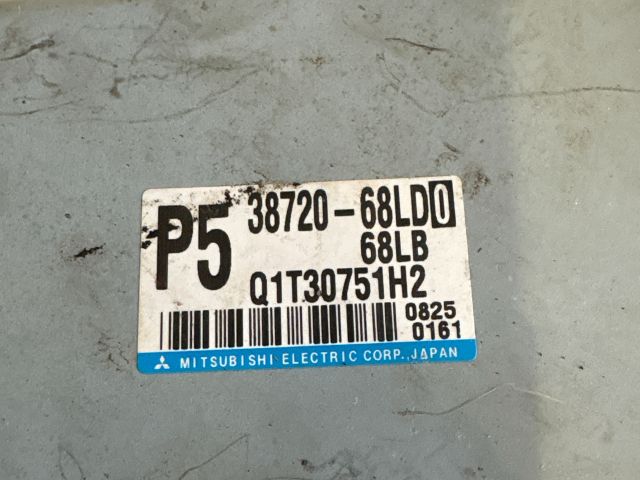 P5 38720-68LD0
68LB
Q1T30751H2
0825
0161
MITSUBISHI ELECTRIC CORP., JAPAN